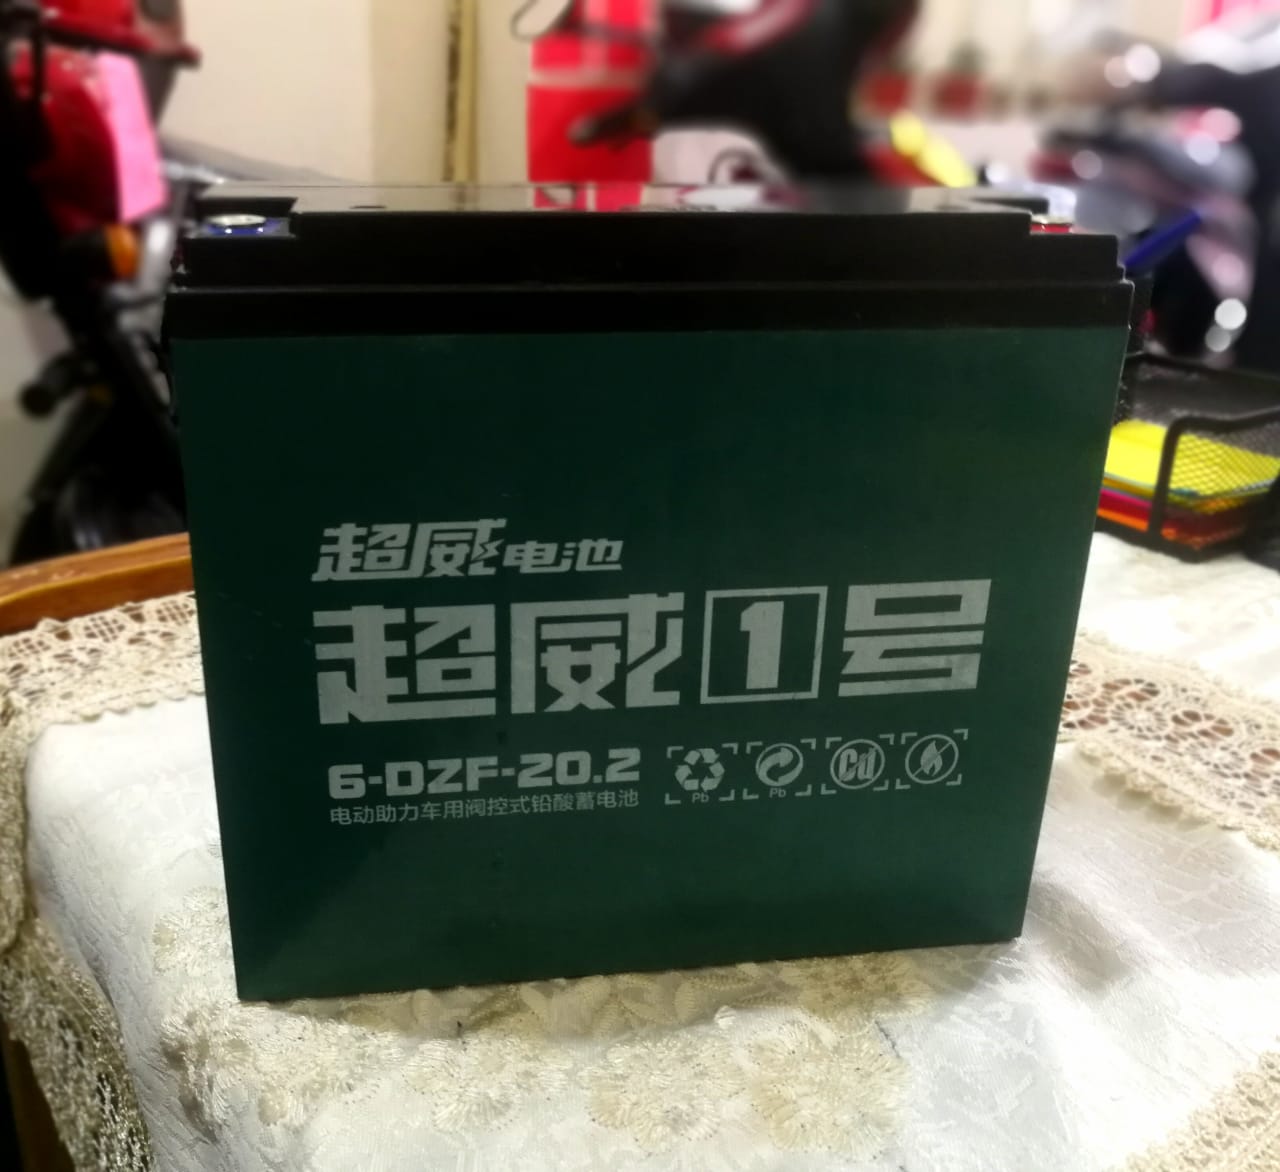 超威电池
超威1号
6-DZF-20.2
电动助力车用阀控式铅酸蓄电池
Pb Pb Cd